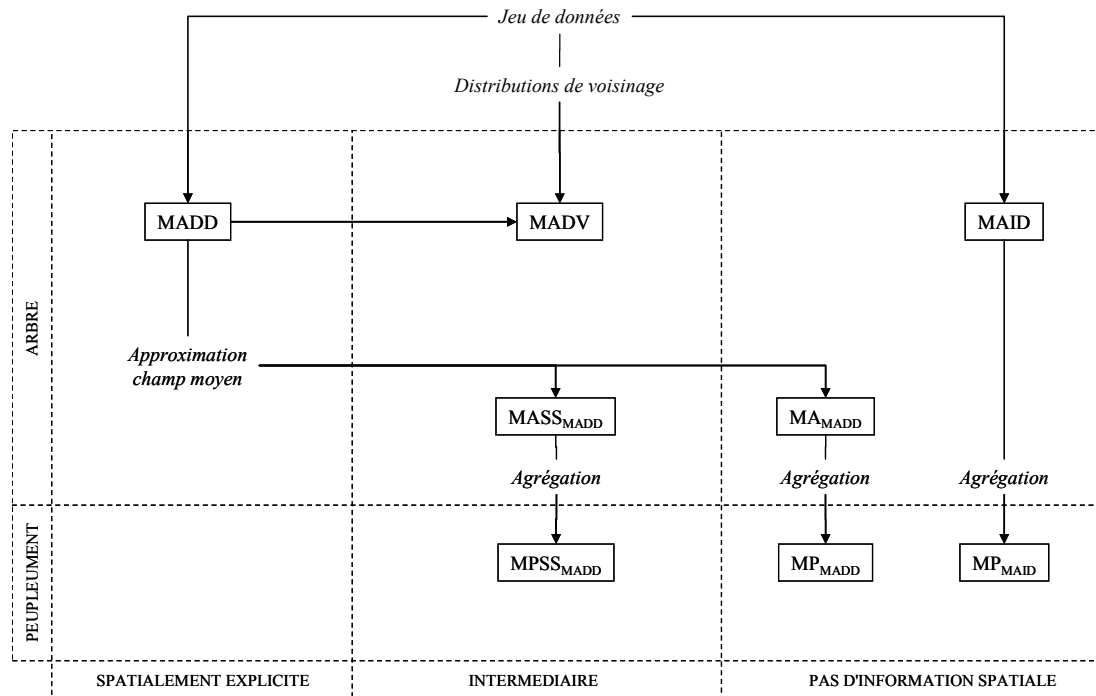 Jeu de données
Distributions de voisinage
MADD
MADV
MAID
ARBRE
Approximation
champ moyen
MASSMADD
MAMADD
Agrégation
Agrégation
Agrégation
PEUPLEUMENT
MPSSMADD
MPMADD
MPMAID
SPATIALEMENT EXPLICITE
INTERMEDIAIRE
PAS D'INFORMATION SPATIALE